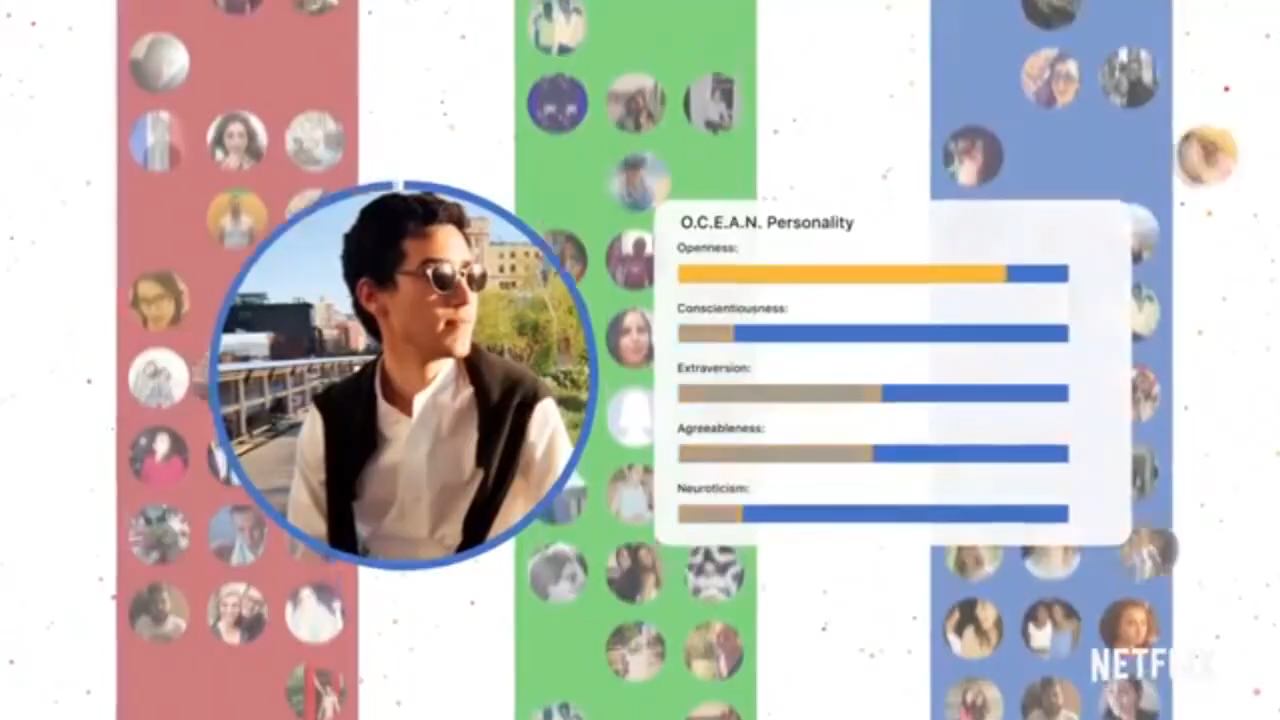 O.C.E.A.N. Personality
Openness:
Conscientiousness:
Extraversion:
Agreeableness:
Neuroticism:
NETFLIX